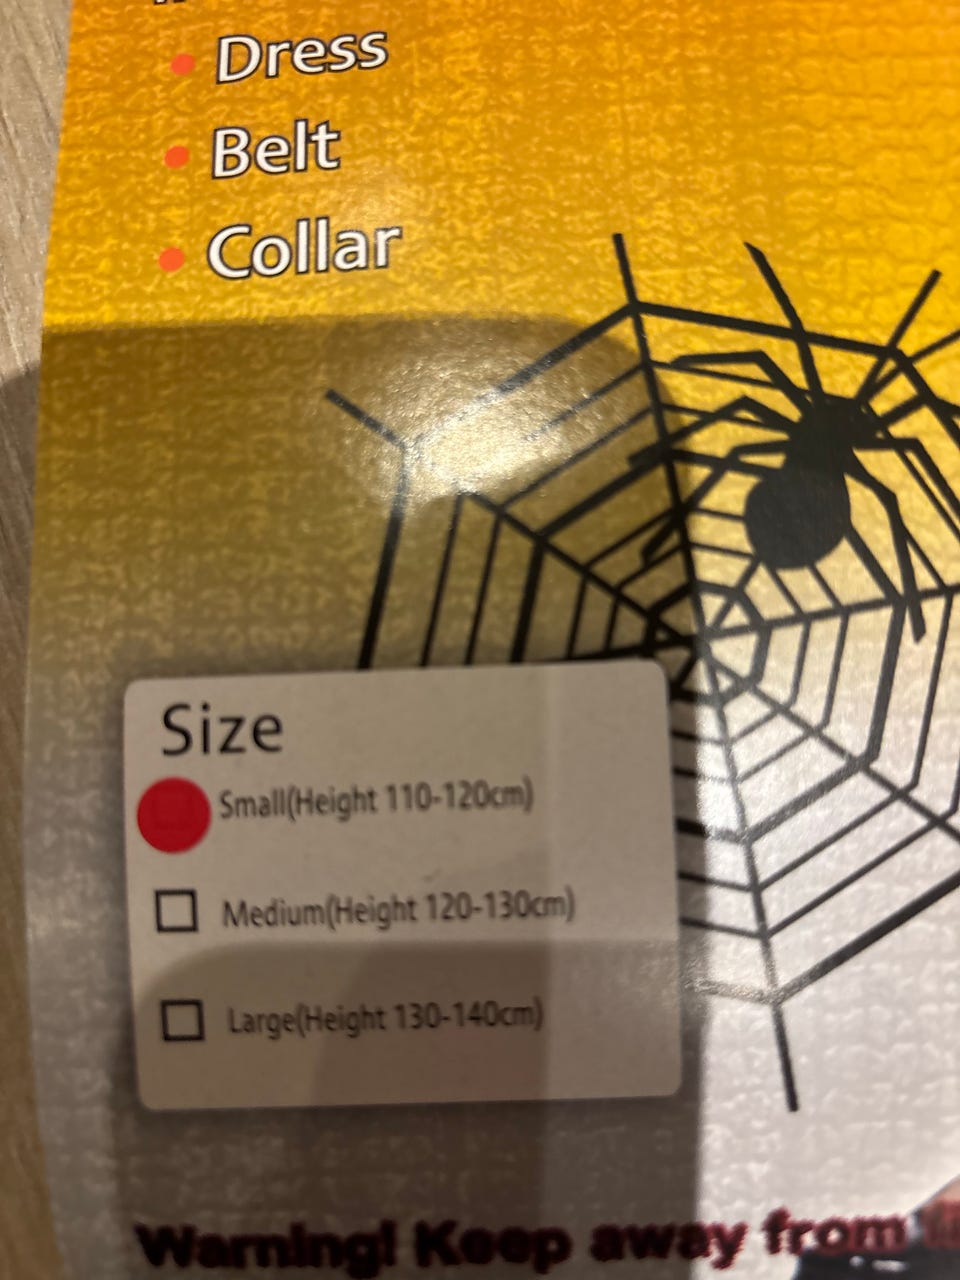 Dress
Belt
Collar
Size
Small(Height 110-120cm)
Medium(Height 120-130cm)
Large(Height 130-140cm)
Warning! Keep away from